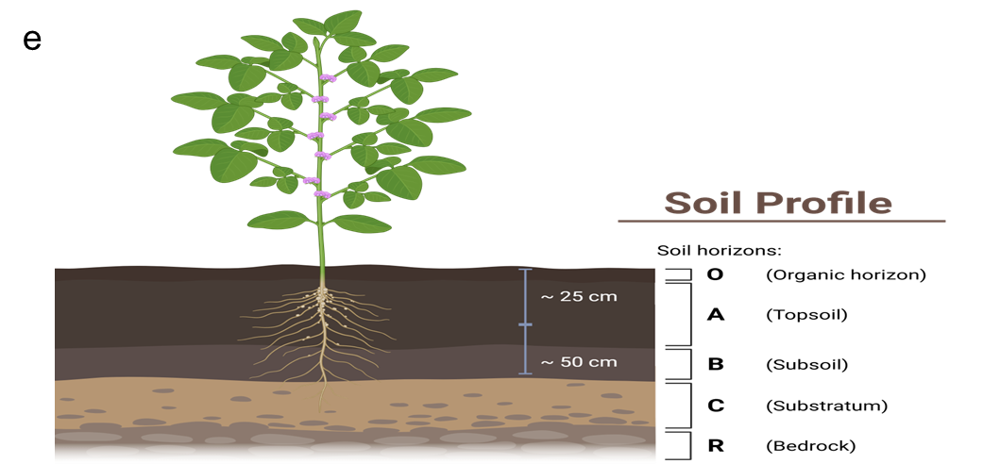 e
Soil Profile
Soil horizons:
O (Organic horizon)
~ 25 cm
A (Topsoil)
~ 50 cm
B (Subsoil)
C (Substratum)
R (Bedrock)